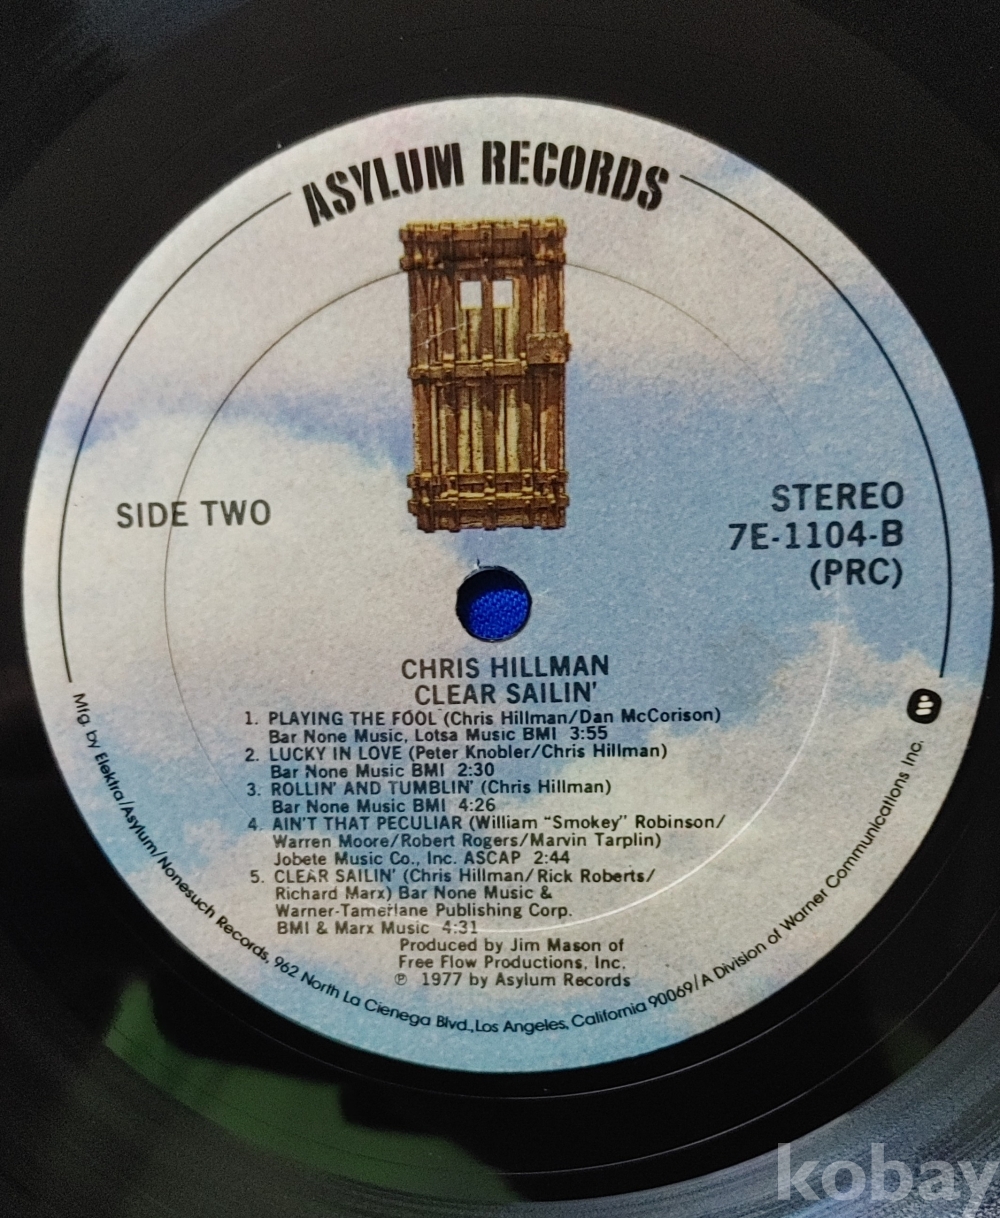 ASYLUM RECORDS
SIDE TWO
STEREO
7E-1104-B
(PRC)
CHRIS HILLMAN
CLEAR SAILIN'
1. PLAYING THE FOOL (Chris Hillman/Dan McCorison)
Bar None Music, Lotsa Music BMI 3:55
2. LUCKY IN LOVE (Peter Knobler/Chris Hillman)
Bar None Music BMI 2:30
3. ROLLIN' AND TUMBLIN' (Chris Hillman)
Bar None Music BMI 4:26
4. AIN'T THAT PECULIAR (William "Smokey" Robinson/
Warren Moore/Robert Rogers/Marvin Tarplin)
Jobete Music Co., Inc. ASCAP 2:44
5. CLEAR SAILIN' (Chris Hillman/Rick Roberts/
Richard Marx) Bar None Music &
Warner-Tamerlane Publishing Corp.
BMI & Marx Music 4:31
Produced by Jim Mason of
Free Flow Productions, Inc.
℗ 1977 by Asylum Records
Mfg. by Elektra/Asylum/Nonesuch Records, 962 North La Cienega Blvd., Los Angeles, California 90069/A Division of Warner Communications Inc.
kobay